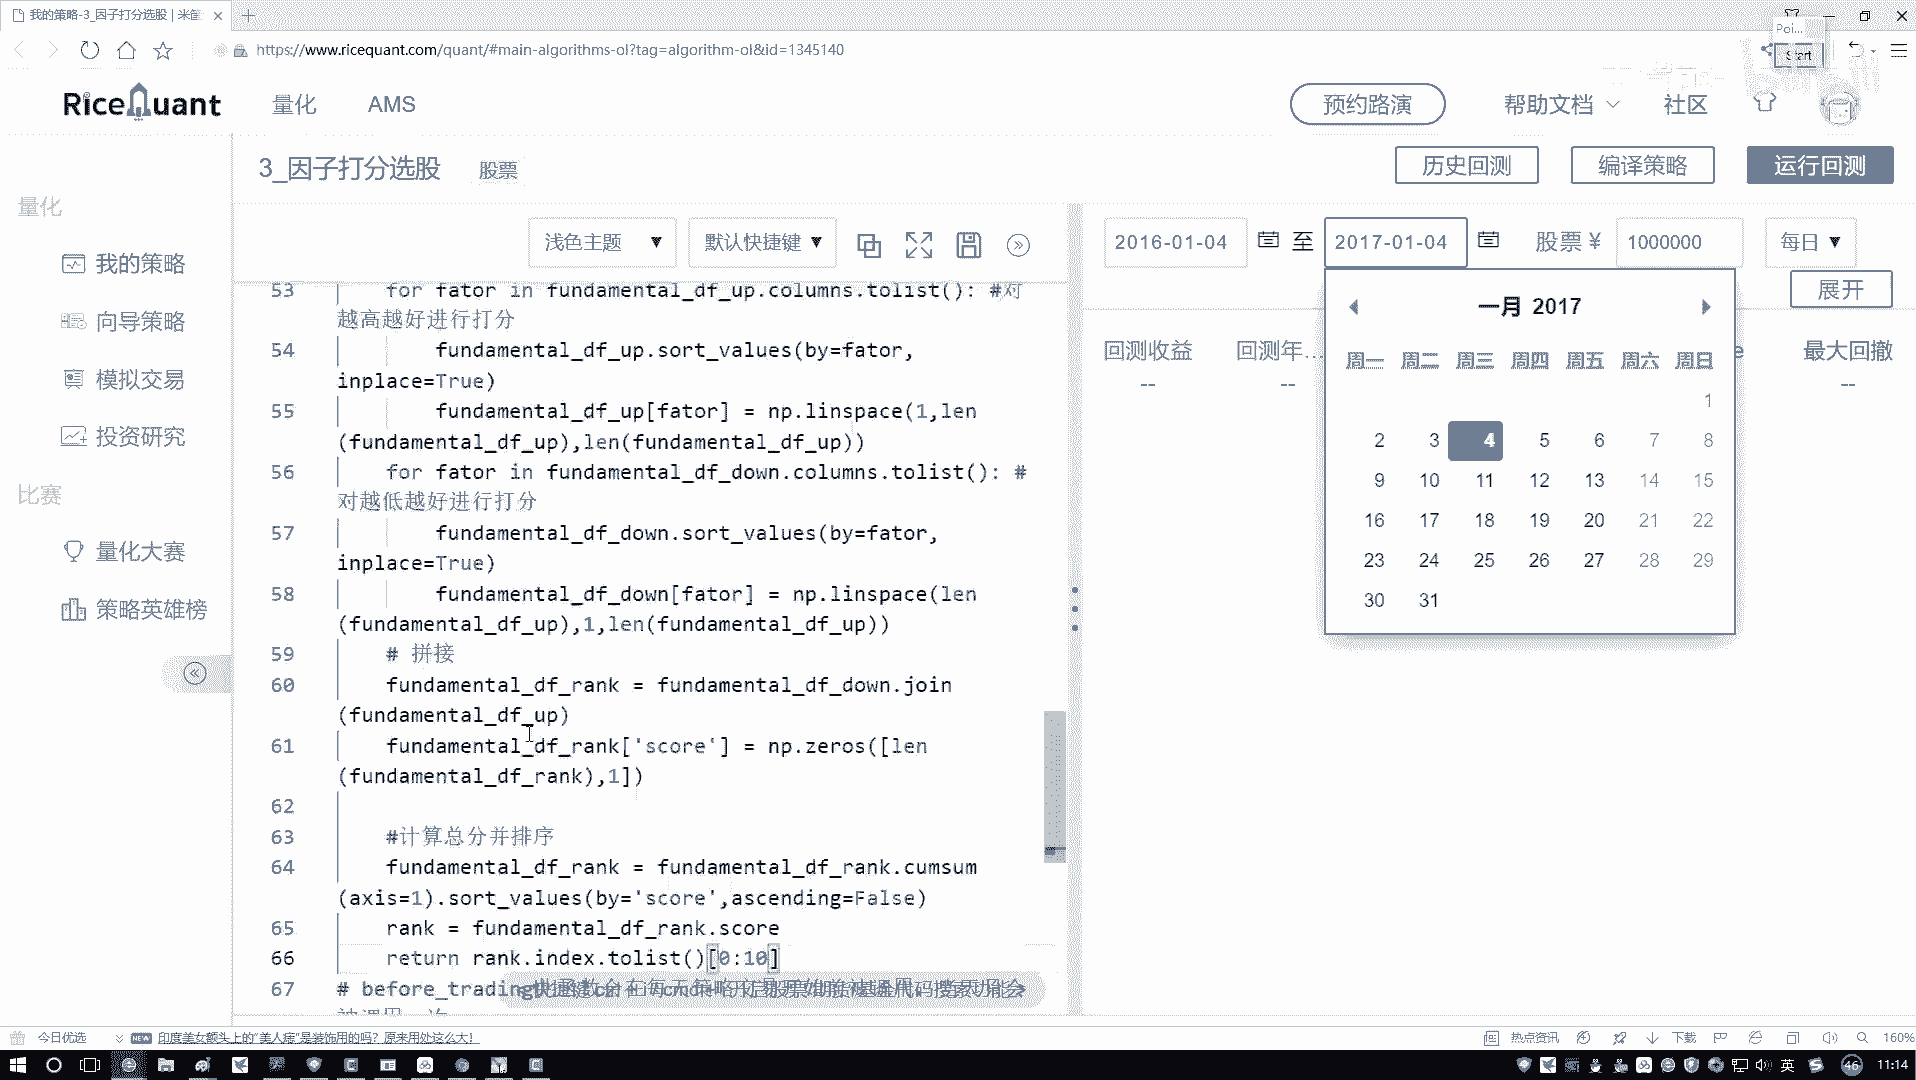 我的策略-3_因子打分选股 | 米筐
https://www.ricequant.com/quant/#main-algorithms-ol?tag=algorithm-ol&id=1345140
Poi...
Start
RiceQuant
量化
AMS
预约路演
帮助文档
社区
3_因子打分选股
股票
历史回测
编译策略
运行回测
量化
我的策略
向导策略
模拟交易
投资研究
比赛
量化大赛
策略英雄榜
浅色主题
默认快捷键
2016-01-04
至
2017-01-04
股票 ¥
1000000
每日
展开
回测收益
回测年...
最大回撤
--
--
--
一月 2017
周一 周二 周三 周四 周五 周六 周日
1
2 3 4 5 6 7 8
9 10 11 12 13 14 15
16 17 18 19 20 21 22
23 24 25 26 27 28 29
30 31
53 for fator in fundamental_df_up.columns.tolist(): #对
越高越好进行打分
54 fundamental_df_up.sort_values(by=fator,
inplace=True)
55 fundamental_df_up[fator] = np.linspace(1,len
(fundamental_df_up),len(fundamental_df_up))
56 for fator in fundamental_df_down.columns.tolist(): #
对越低越好进行打分
57 fundamental_df_down.sort_values(by=fator,
inplace=True)
58 fundamental_df_down[fator] = np.linspace(len
(fundamental_df_up),1,len(fundamental_df_up))
59 # 拼接
60 fundamental_df_rank = fundamental_df_down.join
(fundamental_df_up)
61 fundamental_df_rank['score'] = np.zeros([len
(fundamental_df_rank),1])
62
63 #计算总分并排序
64 fundamental_df_rank = fundamental_df_rank.cumsum
(axis=1).sort_values(by='score',ascending=False)
65 rank = fundamental_df_rank.score
66 return rank.index.tolist()[0:10]
67 # before_trading
今日优选
NEW
印度美女额头上的“美人痣”是装饰用的吗？原来用处这么大！
热点资讯
下载
160%
英
46
11:14